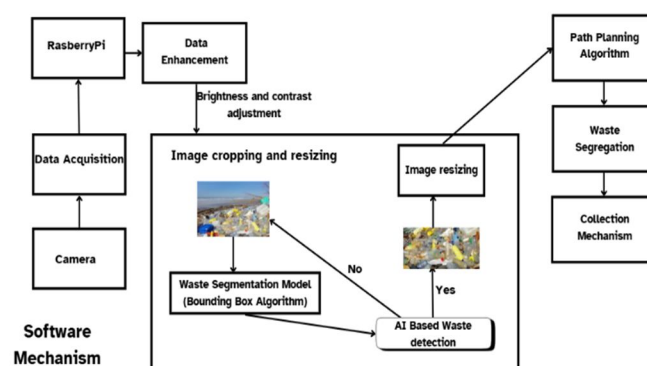 RasberryPi
Data
Enhancement
Brightness and contrast
adjustment
Data Acquisition
Camera
Software
Mechanism
Image cropping and resizing
Waste Segmentation Model
(Bounding Box Algorithm)
No
Yes
AI Based Waste
detection
Image resizing
Path Planning
Algorithm
Waste
Segregation
Collection
Mechanism